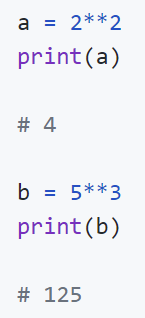 a = 2**2
print(a)
# 4
b = 5**3
print(b)
# 125